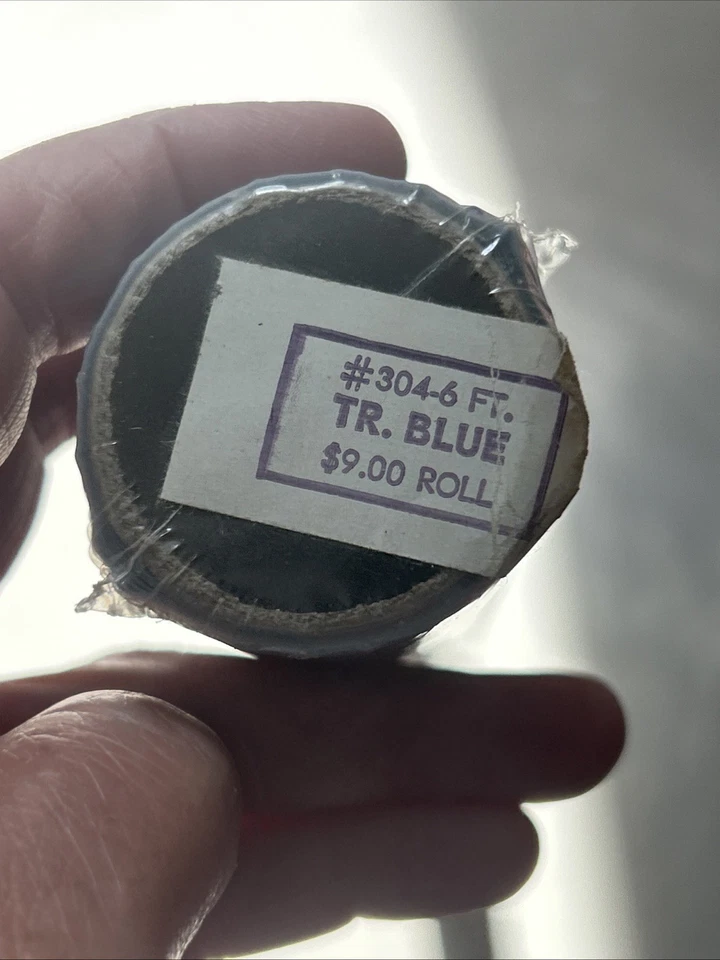 #304-6 FT.
TR. BLUE
$9.00 ROLL